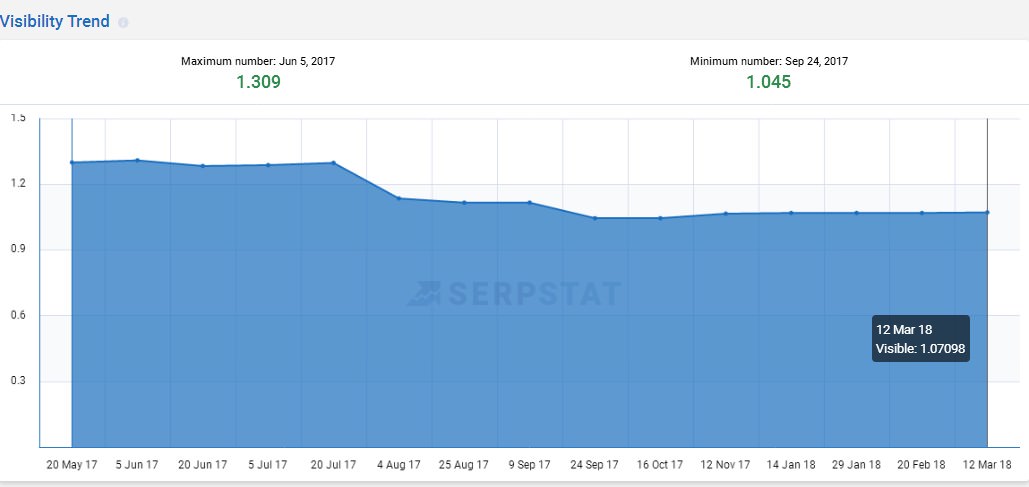 Visibility Trend
Maximum number: Jun 5, 2017
1.309
Minimum number: Sep 24, 2017
1.045
1.5
1.2
0.9
0.6
0.3
SERPSTAT
12 Mar 18
Visible: 1.07098
20 May 17 5 Jun 17 20 Jun 17 5 Jul 17 20 Jul 17 4 Aug 17 25 Aug 17 9 Sep 17 24 Sep 17 16 Oct 17 12 Nov 17 14 Jan 18 29 Jan 18 20 Feb 18 12 Mar 18